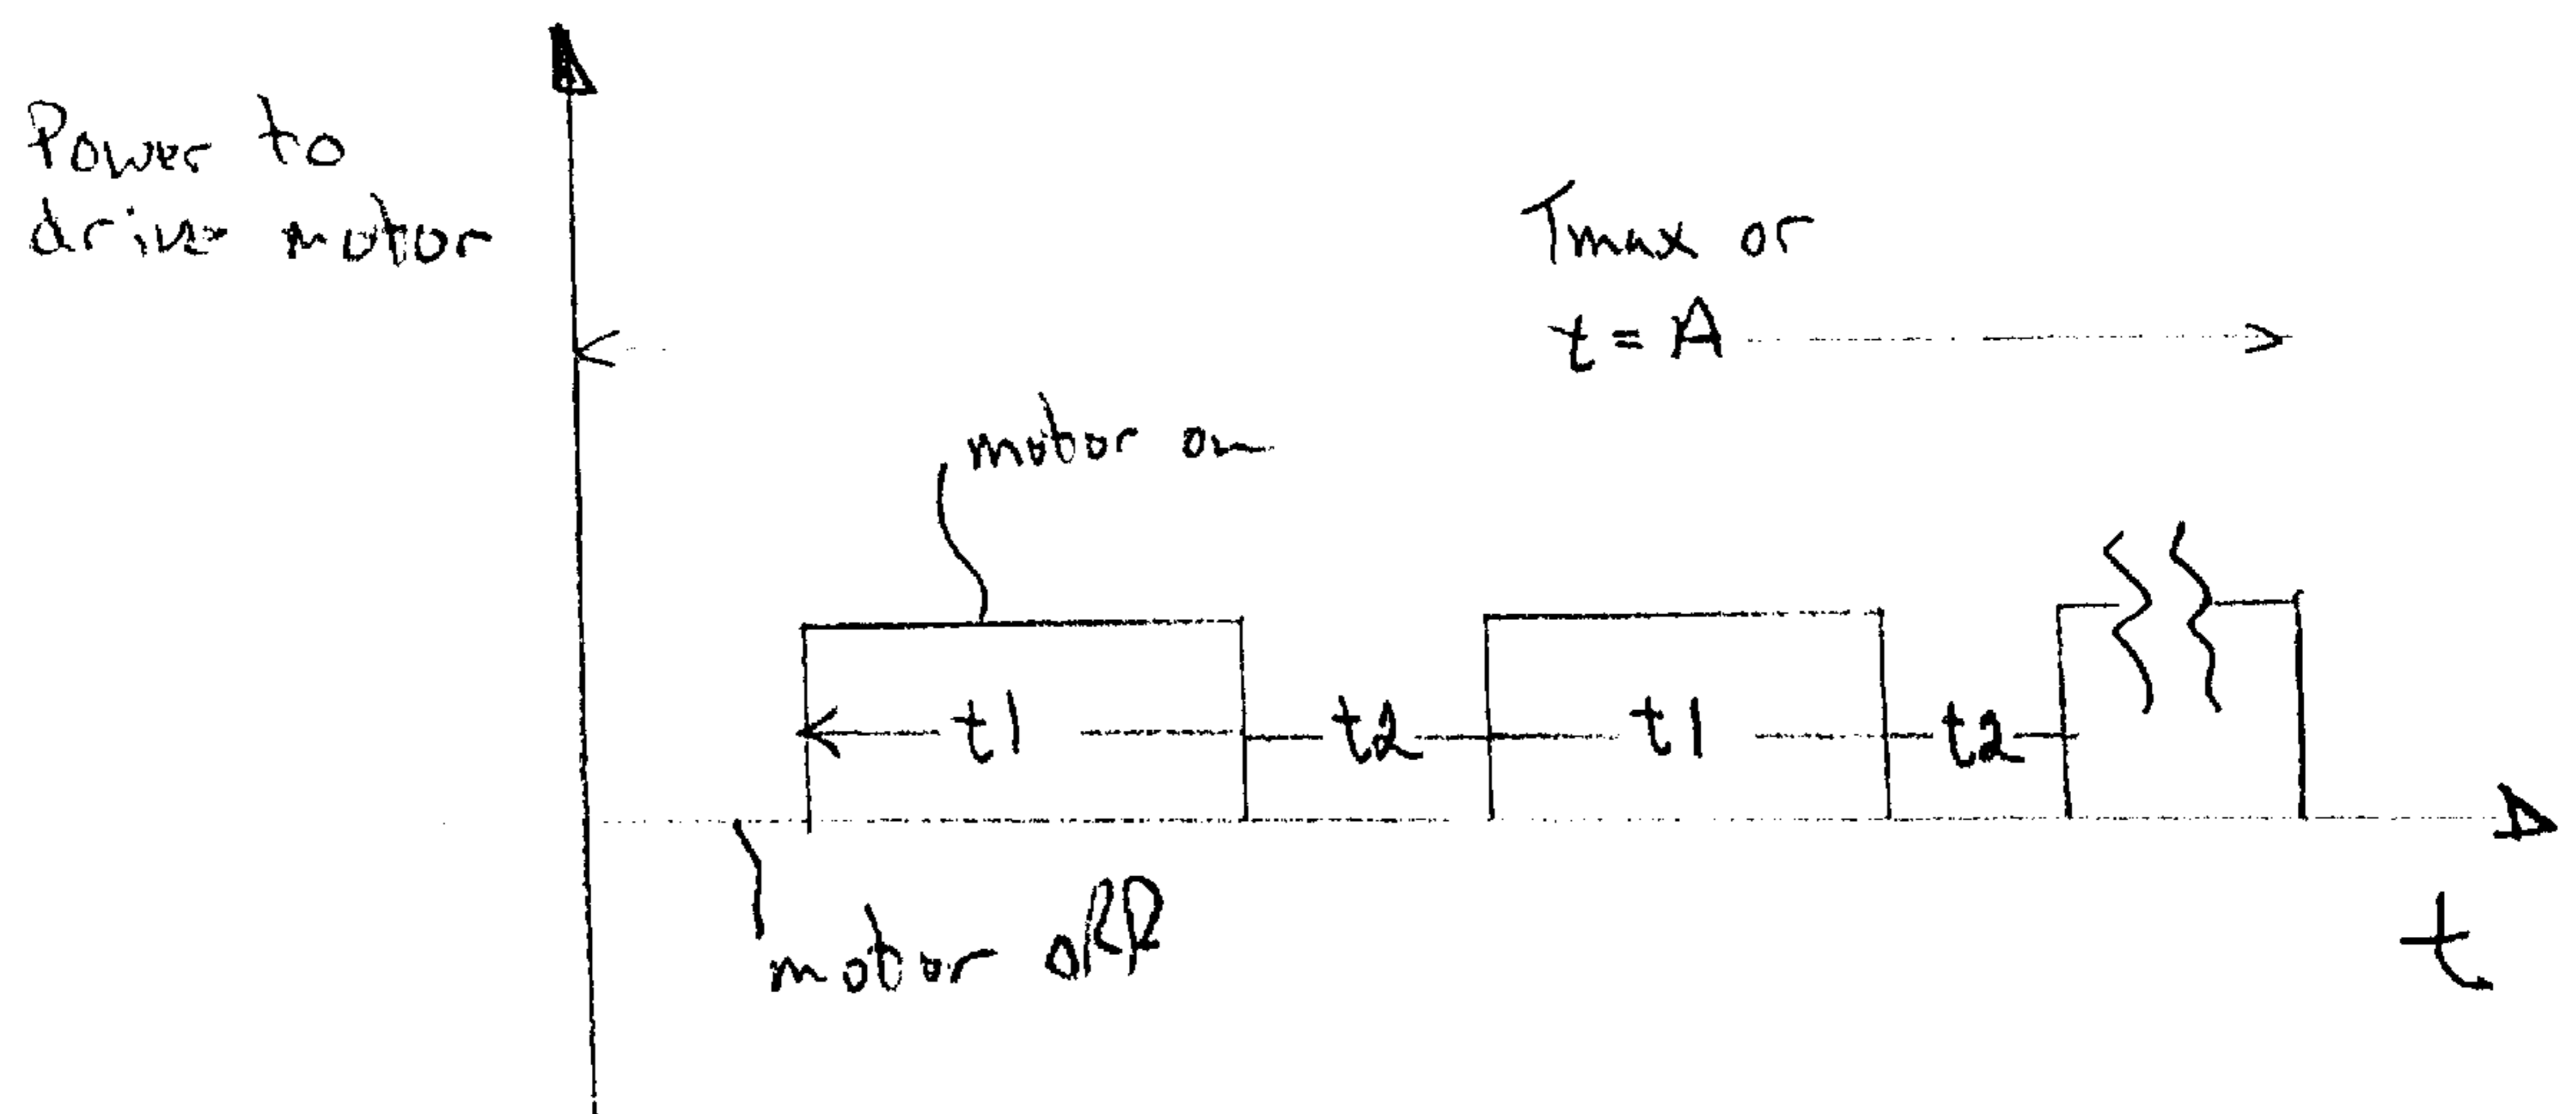 Power to
drive motor
Tmax or
t = A
motor on
t1
t2
t1
t2
motor off
t